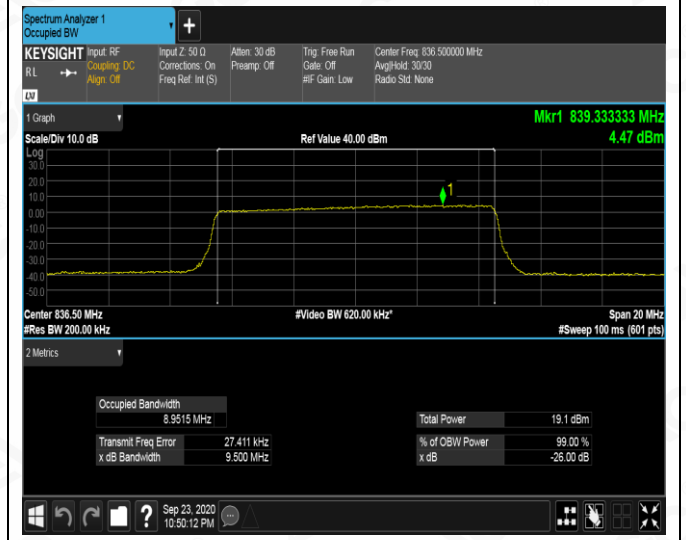 Spectrum Analyzer 1
Occupied BW
+
KEYSIGHT Input: RF Input Z: 50 Ω Atten: 30 dB Trig: Free Run Center Freq: 836.500000 MHz
RL Coupling: DC Corrections: On Preamp: Off Gate: Off Avg|Hold: 30/30
Align: Off Freq Ref: Int (S) #IF Gain: Low Radio Std: None
LXI
1 Graph Mkr1 839.333333 MHz
Scale/Div 10.0 dB Ref Value 40.00 dBm 4.47 dBm
Log
30.0
20.0
10.0
1
0.00
-10.0
-20.0
-30.0
-40.0
-50.0
Center 836.50 MHz #Video BW 620.00 kHz* Span 20 MHz
#Res BW 200.00 kHz #Sweep 100 ms (601 pts)
2 Metrics
Occupied Bandwidth
8.9515 MHz Total Power 19.1 dBm
Transmit Freq Error 27.411 kHz % of OBW Power 99.00 %
x dB Bandwidth 9.500 MHz x dB -26.00 dB
? Sep 23, 2020
10:50:12 PM